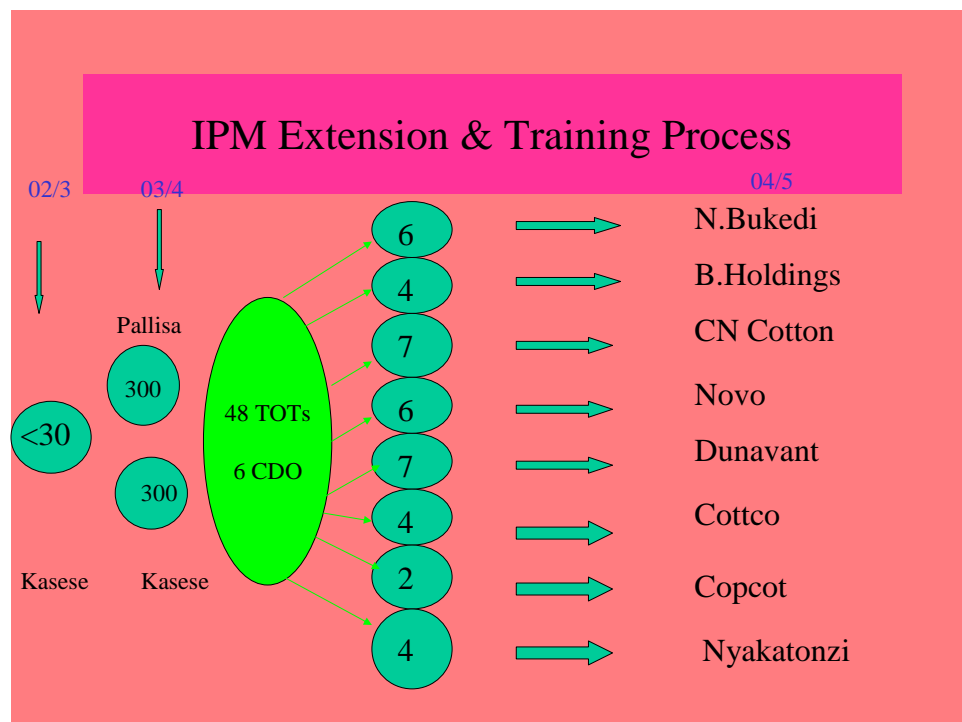 IPM Extension & Training Process
02/3
03/4
04/5
Pallisa
300
<30
300
Kasese
Kasese
48 TOTs
6 CDO
6
N.Bukedi
4
B.Holdings
7
CN Cotton
6
Novo
7
Dunavant
4
Cottco
2
Copcot
4
Nyakatonzi